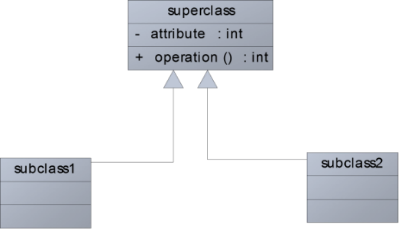 superclass
- attribute : int
+ operation () : int
subclass1
subclass2